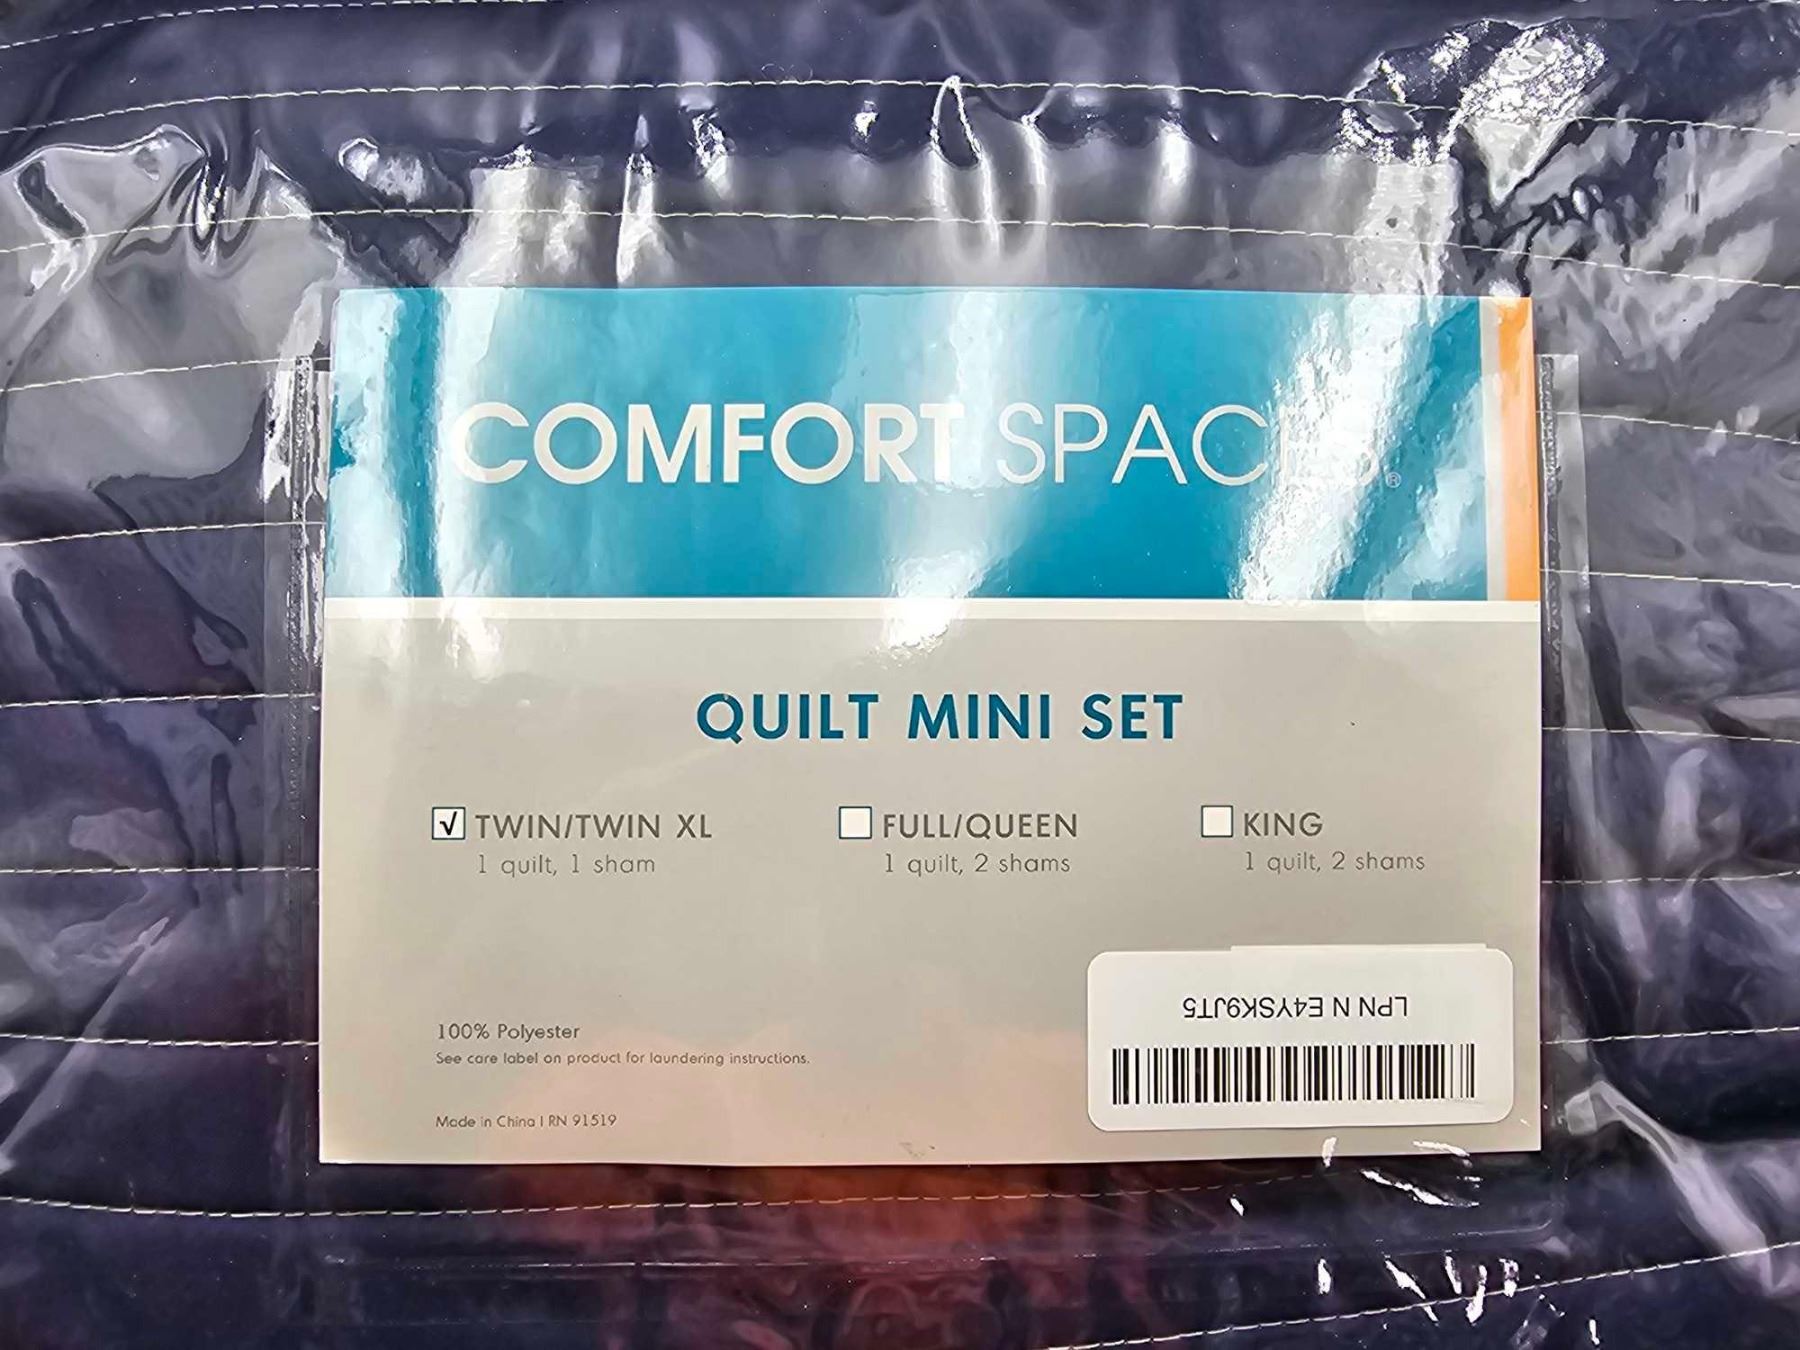 COMFORT SPACES®
QUILT MINI SET
√ TWIN/TWIN XL
1 quilt, 1 sham
FULL/QUEEN
1 quilt, 2 shams
KING
1 quilt, 2 shams
100% Polyester
See care label on product for laundering instructions.
Made in China | RN 91519
LPN N E4YSK9JT5